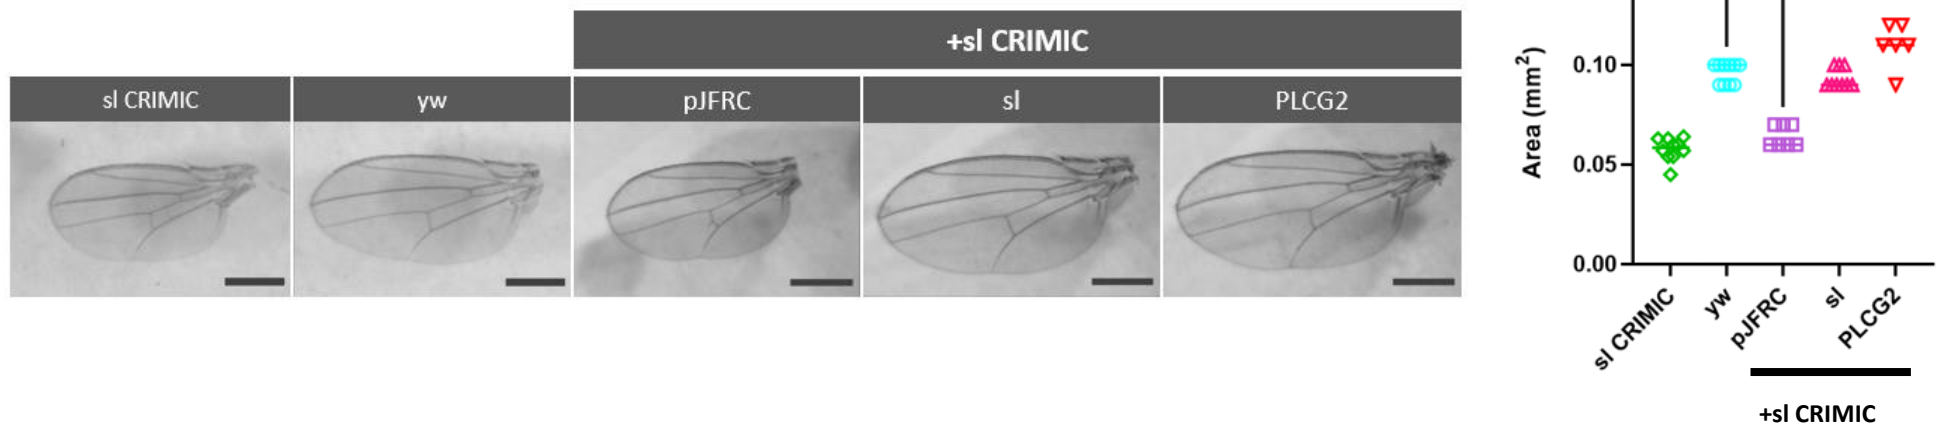 +sl CRIMIC
sl CRIMIC
yw
pJFRC
sl
PLCG2
Area (mm²)
0.10
0.05
0.00
sl CRIMIC
yw
pJFRC
sl
PLCG2
+sl CRIMIC